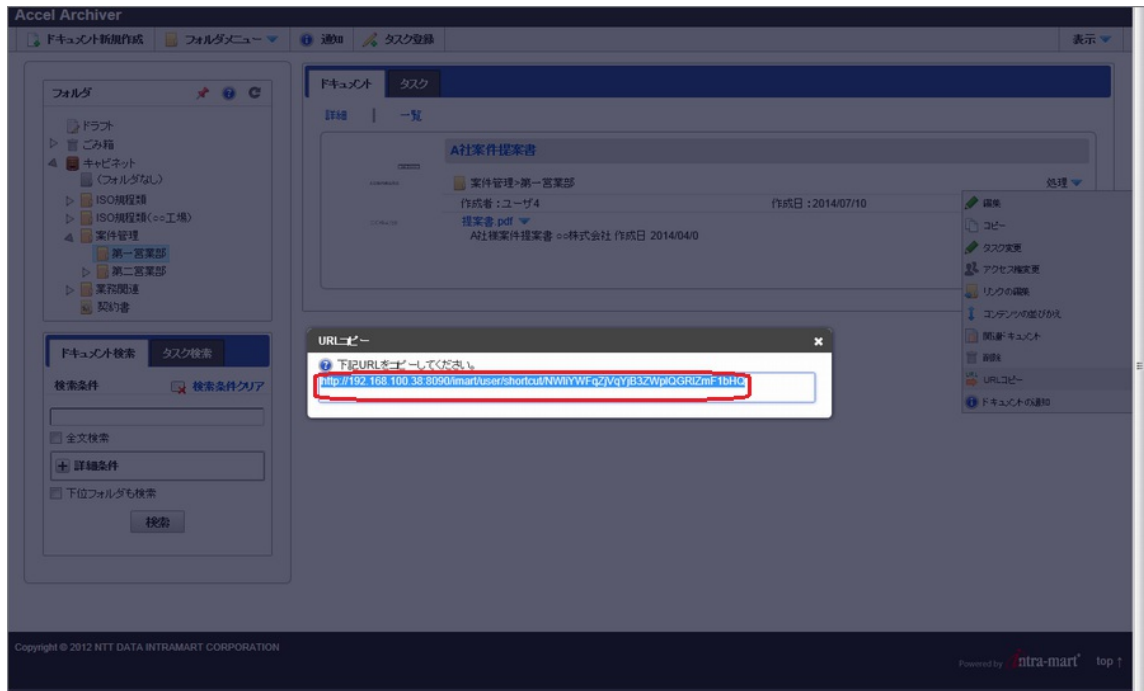 Accel Archiver
ドキュメント新規作成 フォルダメニュー 通知 タスク登録 表示
フォルダ
ドラフト
ごみ箱
キャビネット
(フォルダなし)
ISO規程類
ISO規程類(○○工場)
案件管理
第一営業部
第二営業部
業務関連
契約書
ドキュメント検索 タスク検索
検索条件 検索条件クリア
全文検索
詳細条件
下位フォルダも検索
検索
ドキュメント タスク
詳細 | 一覧
A社案件提案書
案件管理>第一営業部 処理
作成者:ユーザ4 作成日:2014/07/10
提案書.pdf
A社様案件提案書 ○○株式会社 作成日 2014/04/0
編集
コピー
タスク変更
アクセス権変更
リンクの編集
コンテンツの並びかえ
関連ドキュメント
削除
URLコピー
ドキュメントの通知
URLコピー
下記URLをコピーしてください。
http://192.168.100.38:8090/imart/user/shortcut/NWIiYWFqZjVqYjB3ZWplQGRlZmF1bHQ
Copyright © 2012 NTT DATA INTRAMART CORPORATION
Powered by intra-mart top ↑